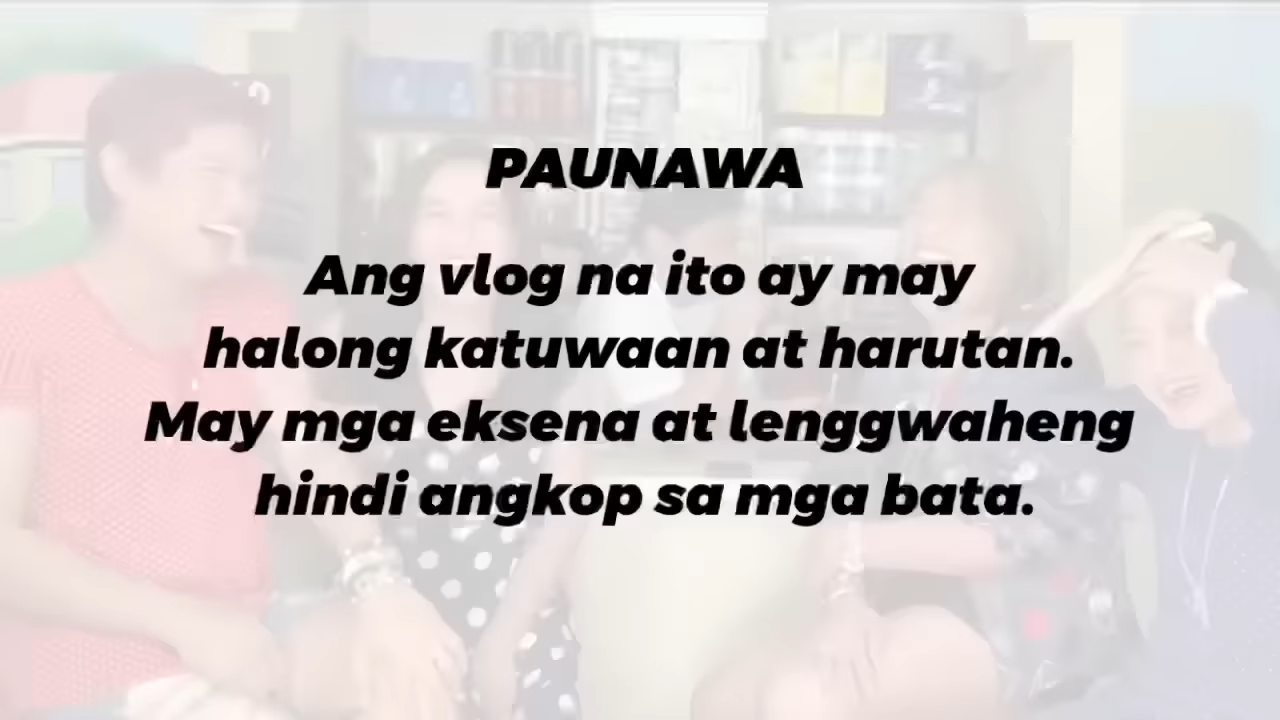 PAUNAWA
Ang vlog na ito ay may
halong katuwaan at harutan.
May mga eksena at lenggwaheng
hindi angkop sa mga bata.